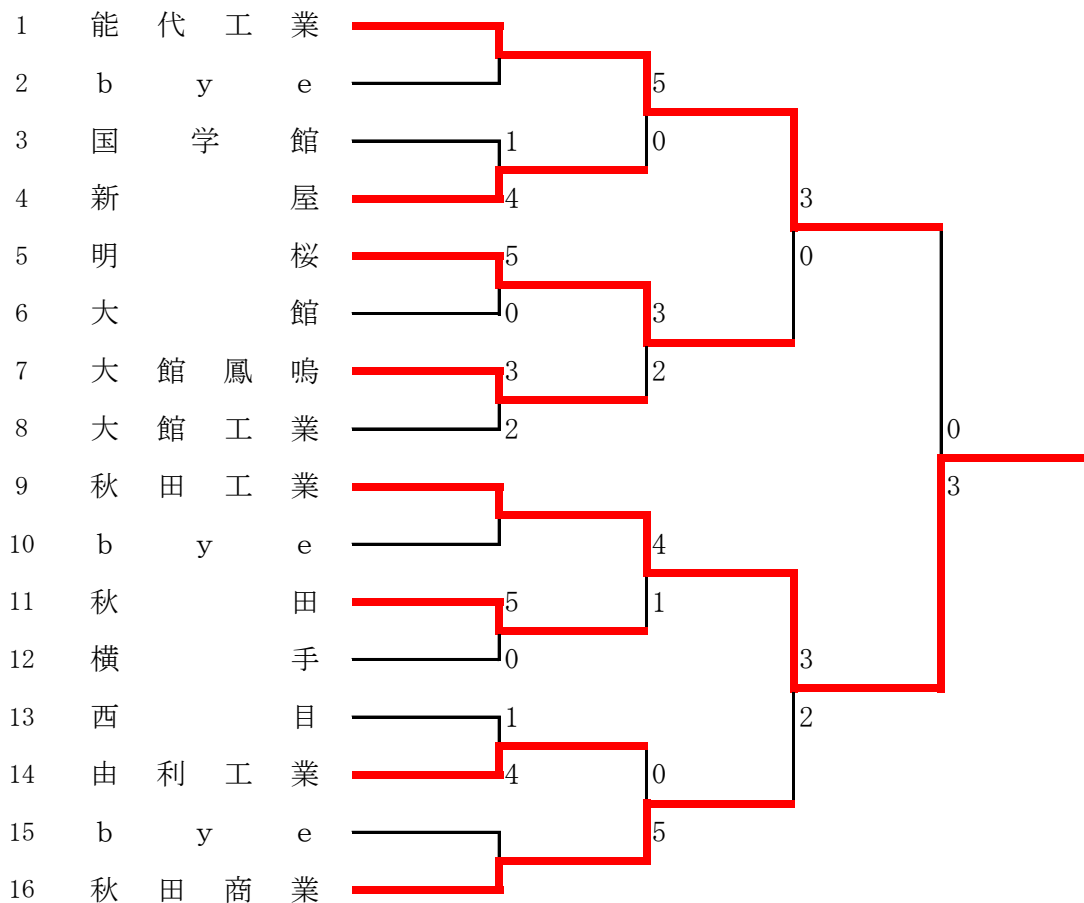 1 能代工業
2 ｂｙｅ 5
3 国学館 1 0
4 新屋 4 3
5 明桜 5 0
6 大館 0 3
7 大館鳳鳴 3 2
8 大館工業 2 0
9 秋田工業 3
10 ｂｙｅ 4
11 秋田 5 1
12 横手 0 3
13 西目 1 2
14 由利工業 4 0
15 ｂｙｅ 5
16 秋田商業